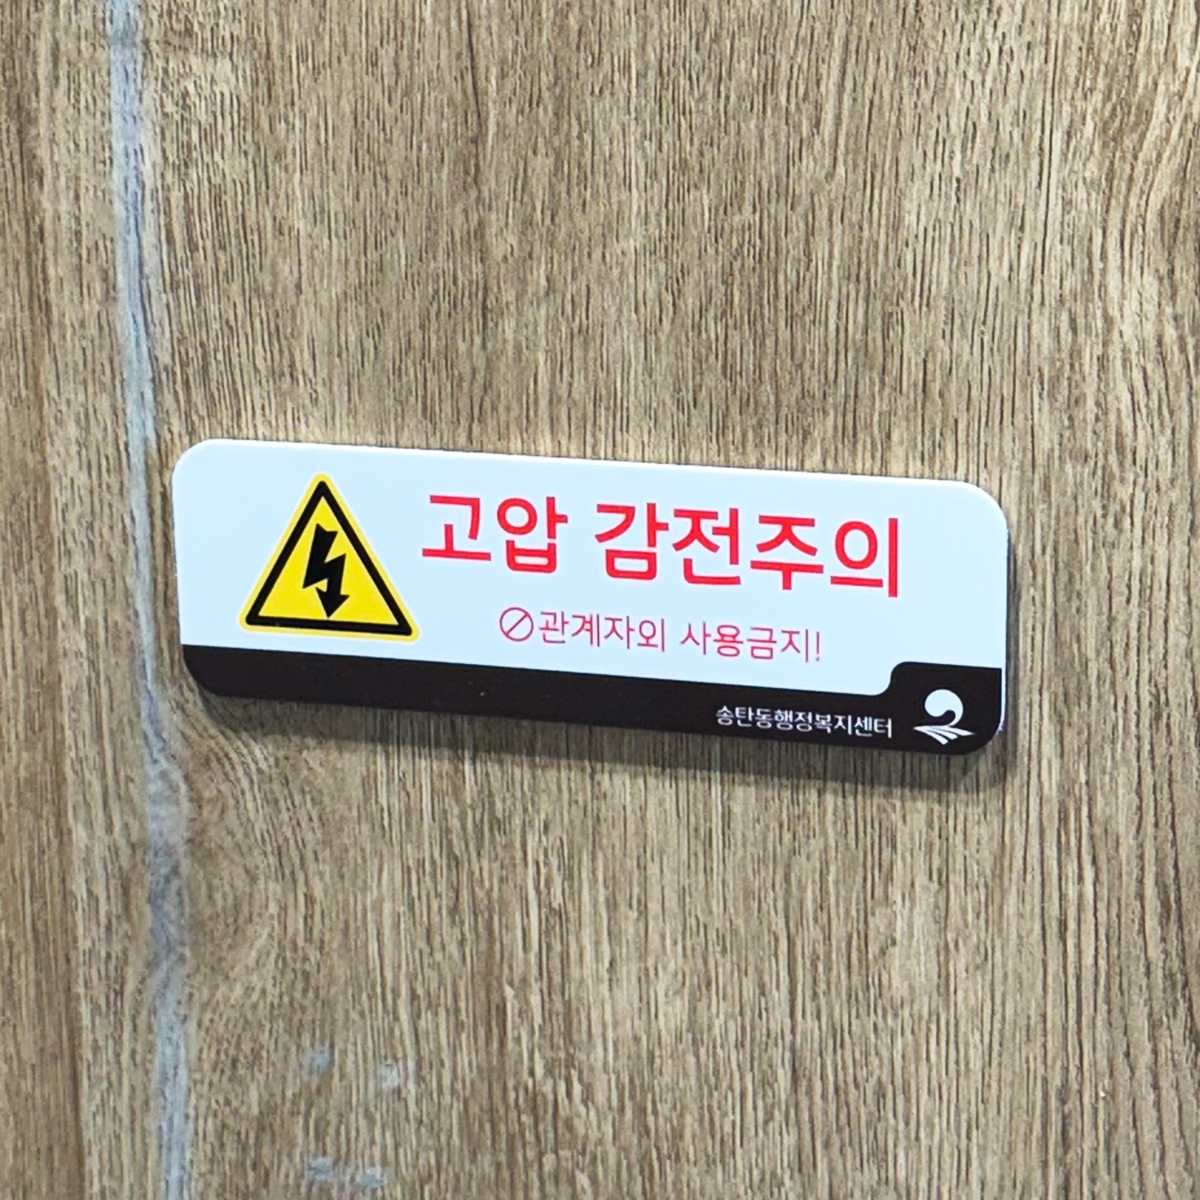 고압 감전주의
관계자외 사용금지!
송탄동행정복지센터